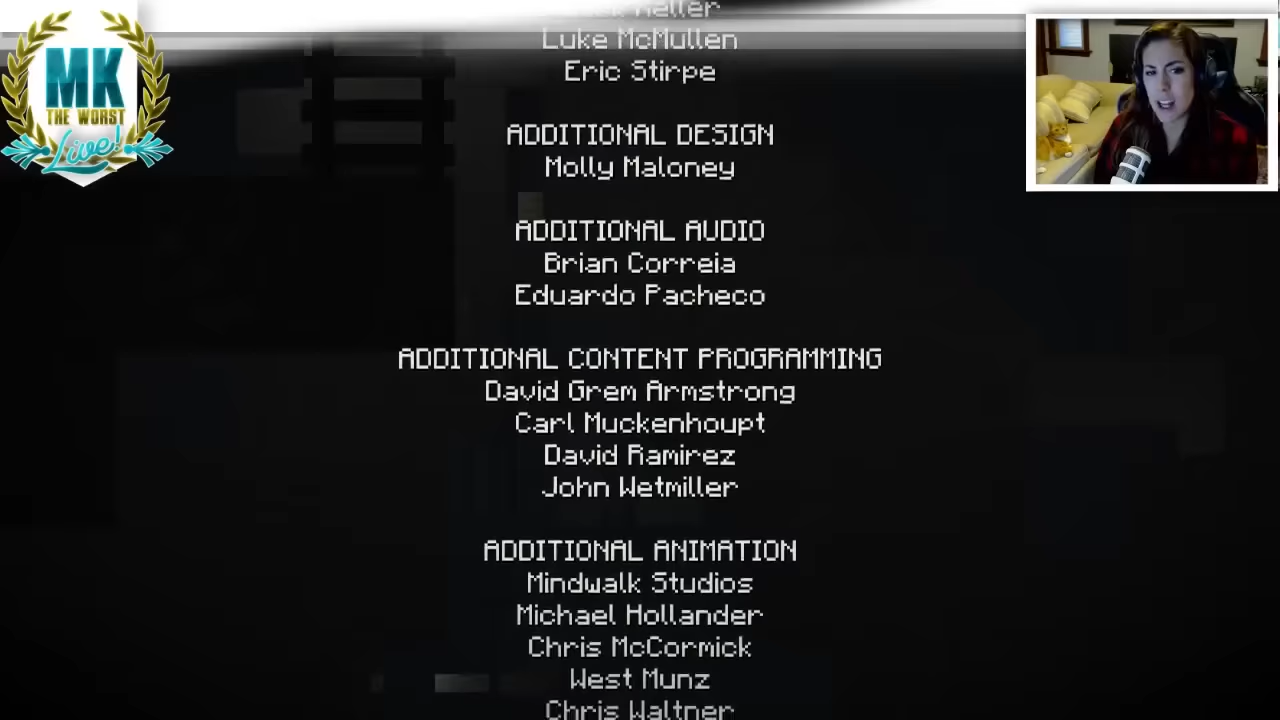 Keller
Luke McMullen
Eric Stirpe
MK
THE WORST
Live!
ADDITIONAL DESIGN
Molly Maloney
ADDITIONAL AUDIO
Brian Correia
Eduardo Pacheco
ADDITIONAL CONTENT PROGRAMMING
David Grem Armstrong
Carl Muckenhoupt
David Ramirez
John Wetmiller
ADDITIONAL ANIMATION
Mindwalk Studios
Michael Hollander
Chris McCormick
West Munz
Chris Waltner